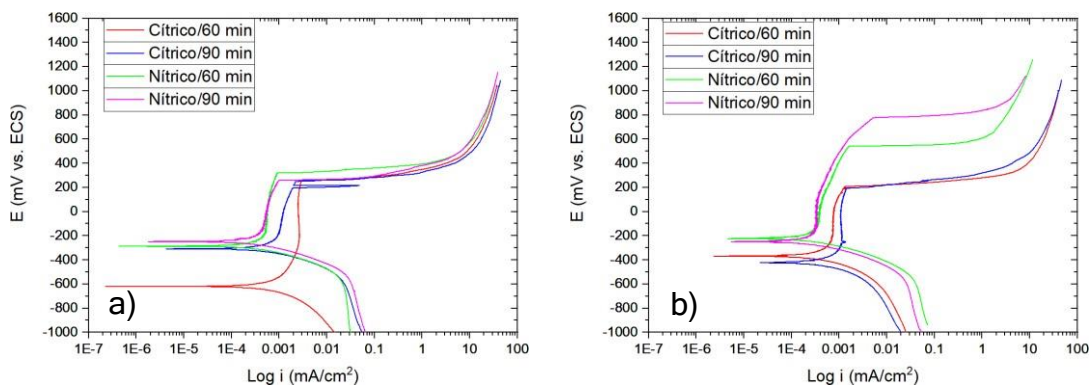 1600
1400
1200
1000
800
600
400
200
0
-200
-400
-600
-800
-1000
E (mV vs. ECS)
Cítrico/60 min
Cítrico/90 min
Nítrico/60 min
Nítrico/90 min
a)
1E-7 1E-6 1E-5 1E-4 0.001 0.01 0.1 1 10 100
Log i (mA/cm²)
1600
1400
1200
1000
800
600
400
200
0
-200
-400
-600
-800
-1000
E (mV vs. ECS)
Cítrico/60 min
Cítrico/90 min
Nítrico/60 min
Nítrico/90 min
b)
1E-7 1E-6 1E-5 1E-4 0.001 0.01 0.1 1 10 100
Log i (mA/cm²)